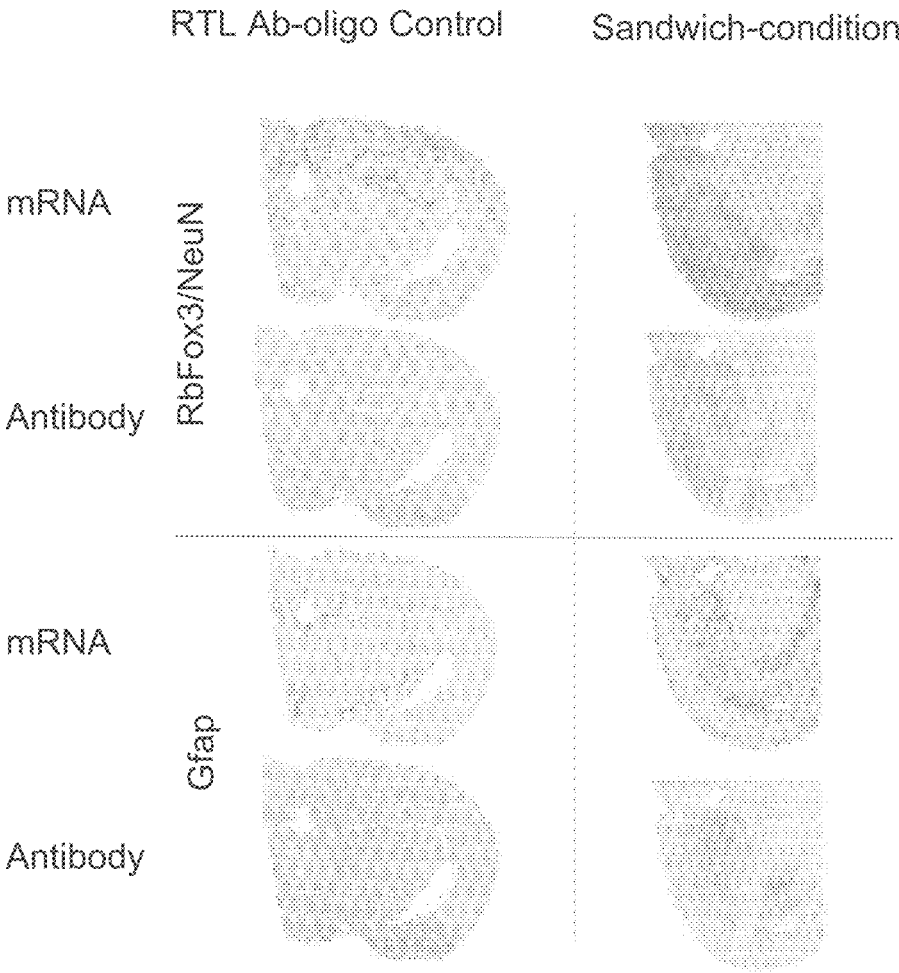 RTL Ab-oligo Control
Sandwich-condition
mRNA
RbFox3/NeuN
Antibody
mRNA
Gfap
Antibody